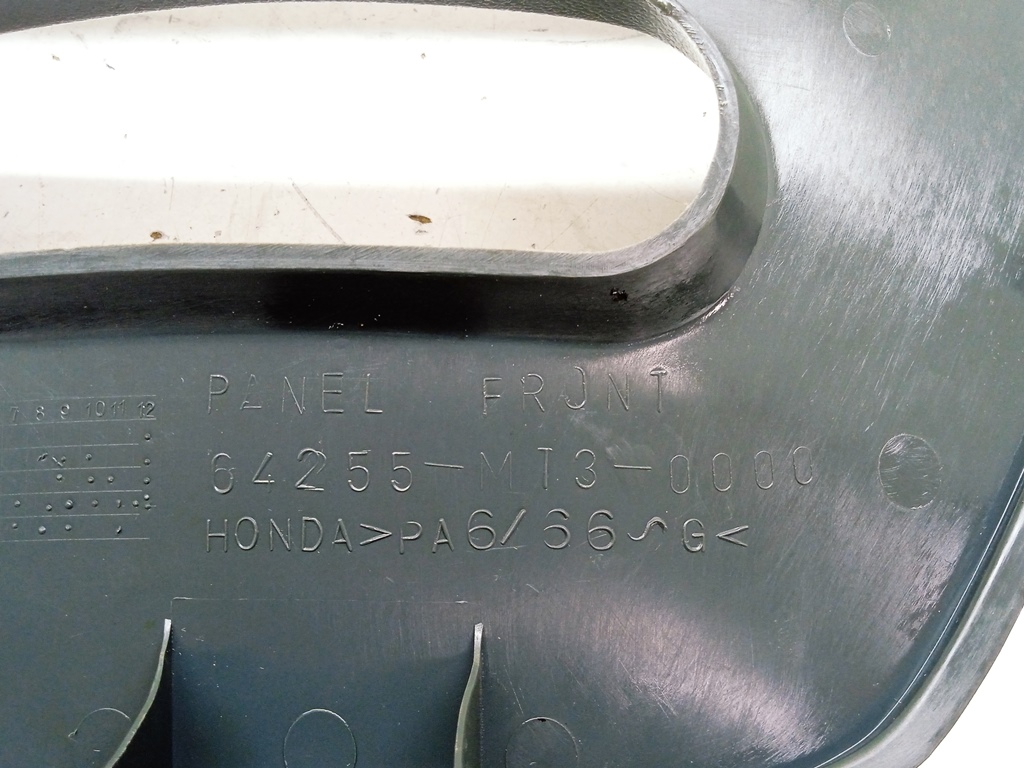 7 8 9 10 11 12
PANEL FRONT
64255-MT3-0000
HONDA >PA6/66~G<